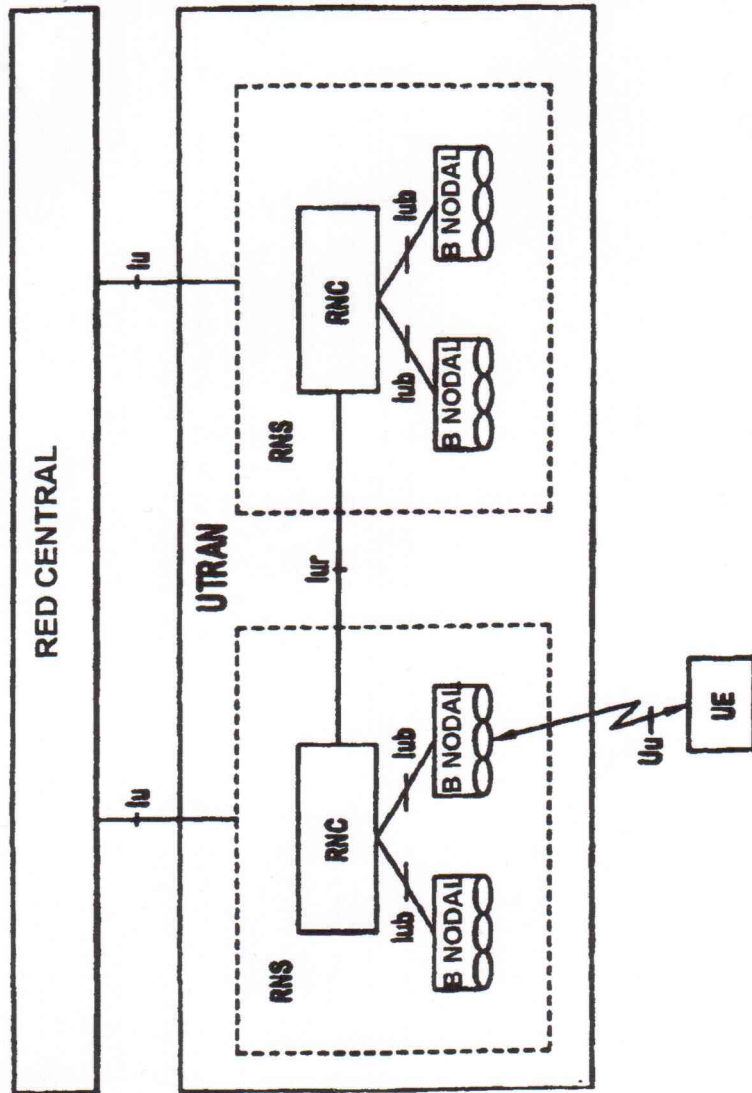 RED CENTRAL
Iu
Iu
UTRAN
RNS
RNS
Iur
RNC
RNC
Iub
Iub
Iub
Iub
B NODAL
B NODAL
B NODAL
B NODAL
Uu
UE